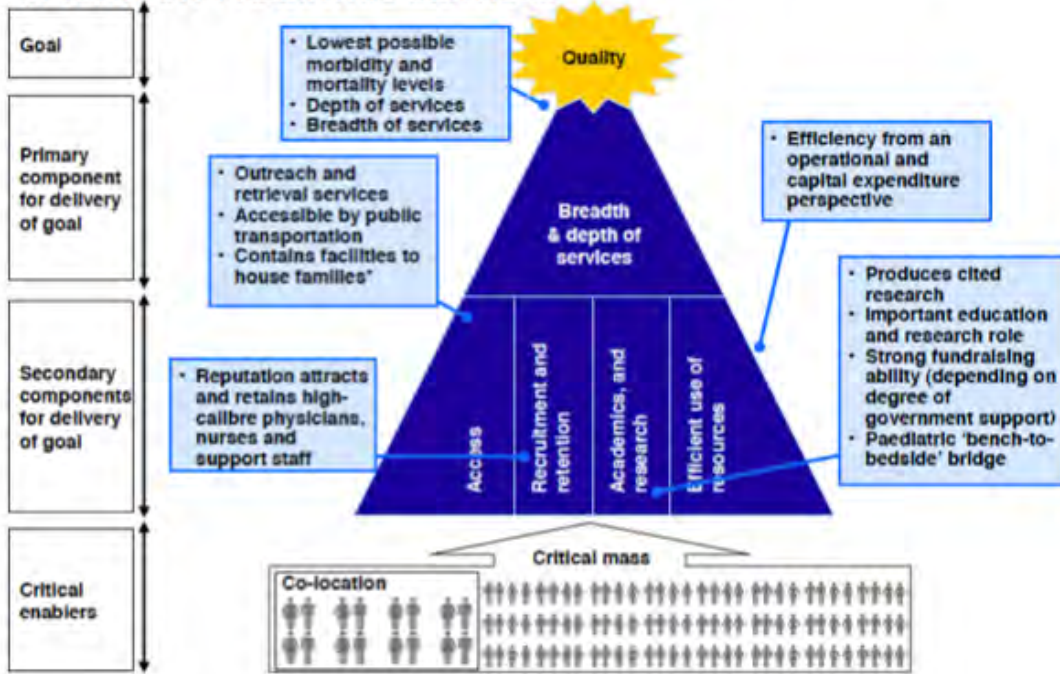 Goal
Primary
component
for delivery
of goal
Secondary
components
for delivery
of goal
Critical
enablers
Quality
• Lowest possible
morbidity and
mortality levels
• Depth of services
• Breadth of services
• Outreach and
retrieval services
• Accessible by public
transportation
• Contains facilities to
house families*
• Efficiency from an
operational and
capital expenditure
perspective
Breadth
& depth of
services
• Reputation attracts
and retains high-
calibre physicians,
nurses and
support staff
• Produces cited
research
• Important education
and research role
• Strong fundraising
ability (depending on
degree of
government support)
• Paediatric 'bench-to-
bedside' bridge
Access
Recruitment and
retention
Academics, and
research
Efficient use of
resources
Critical mass
Co-location